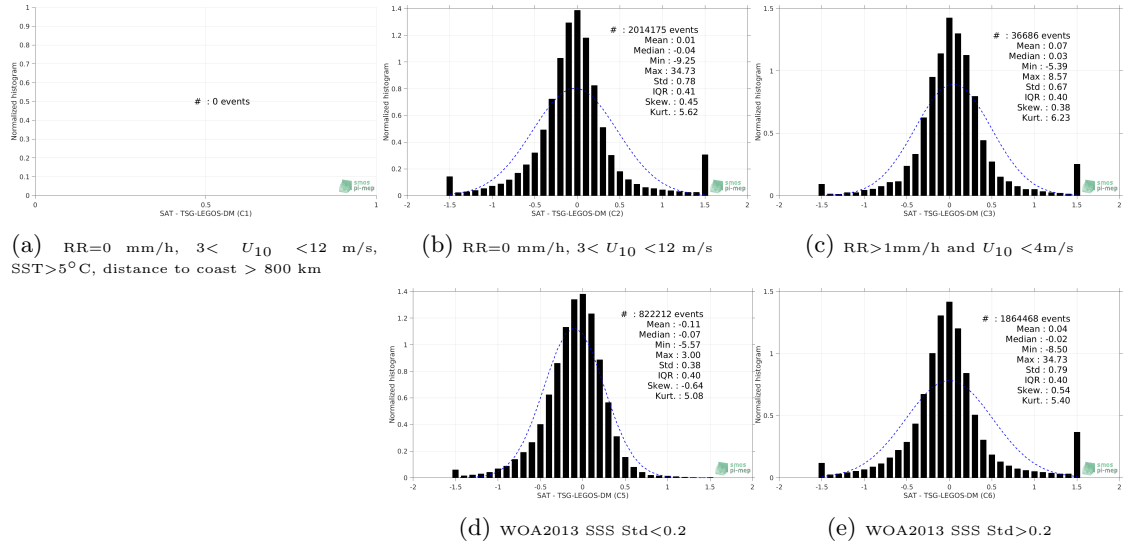 1
0.9
0.8
0.7
0.6
0.5
0.4
0.3
0.2
0.1
0
Normalized histogram
# : 0 events
0 0.5 1
SAT - TSG-LEGOS-DM (C1)
smos
pi-mep
(a) RR=0 mm/h, 3< U10 <12 m/s,
SST>5°C, distance to coast > 800 km
1.4
1.2
1
0.8
0.6
0.4
0.2
0
Normalized histogram
# : 2014175 events
Mean : 0.01
Median : -0.04
Min : -9.25
Max : 34.73
Std : 0.78
IQR : 0.41
Skew. : 0.45
Kurt. : 5.62
-2 -1.5 -1 -0.5 0 0.5 1 1.5 2
SAT - TSG-LEGOS-DM (C2)
smos
pi-mep
(b) RR=0 mm/h, 3< U10 <12 m/s
1.5
1
0.5
0
Normalized histogram
# : 36686 events
Mean : 0.07
Median : 0.03
Min : -5.39
Max : 8.57
Std : 0.67
IQR : 0.40
Skew. : 0.38
Kurt. : 6.23
-2 -1.5 -1 -0.5 0 0.5 1 1.5 2
SAT - TSG-LEGOS-DM (C3)
smos
pi-mep
(c) RR>1mm/h and U10 <4m/s
1.4
1.2
1
0.8
0.6
0.4
0.2
0
Normalized histogram
# : 822212 events
Mean : -0.11
Median : -0.07
Min : -5.57
Max : 3.00
Std : 0.38
IQR : 0.40
Skew. : -0.64
Kurt. : 5.08
-2 -1.5 -1 -0.5 0 0.5 1 1.5 2
SAT - TSG-LEGOS-DM (C5)
smos
pi-mep
(d) WOA2013 SSS Std<0.2
1.5
1
0.5
0
Normalized histogram
# : 1864468 events
Mean : 0.04
Median : -0.02
Min : -8.50
Max : 34.73
Std : 0.79
IQR : 0.40
Skew. : 0.54
Kurt. : 5.40
-2 -1.5 -1 -0.5 0 0.5 1 1.5 2
SAT - TSG-LEGOS-DM (C6)
smos
pi-mep
(e) WOA2013 SSS Std>0.2